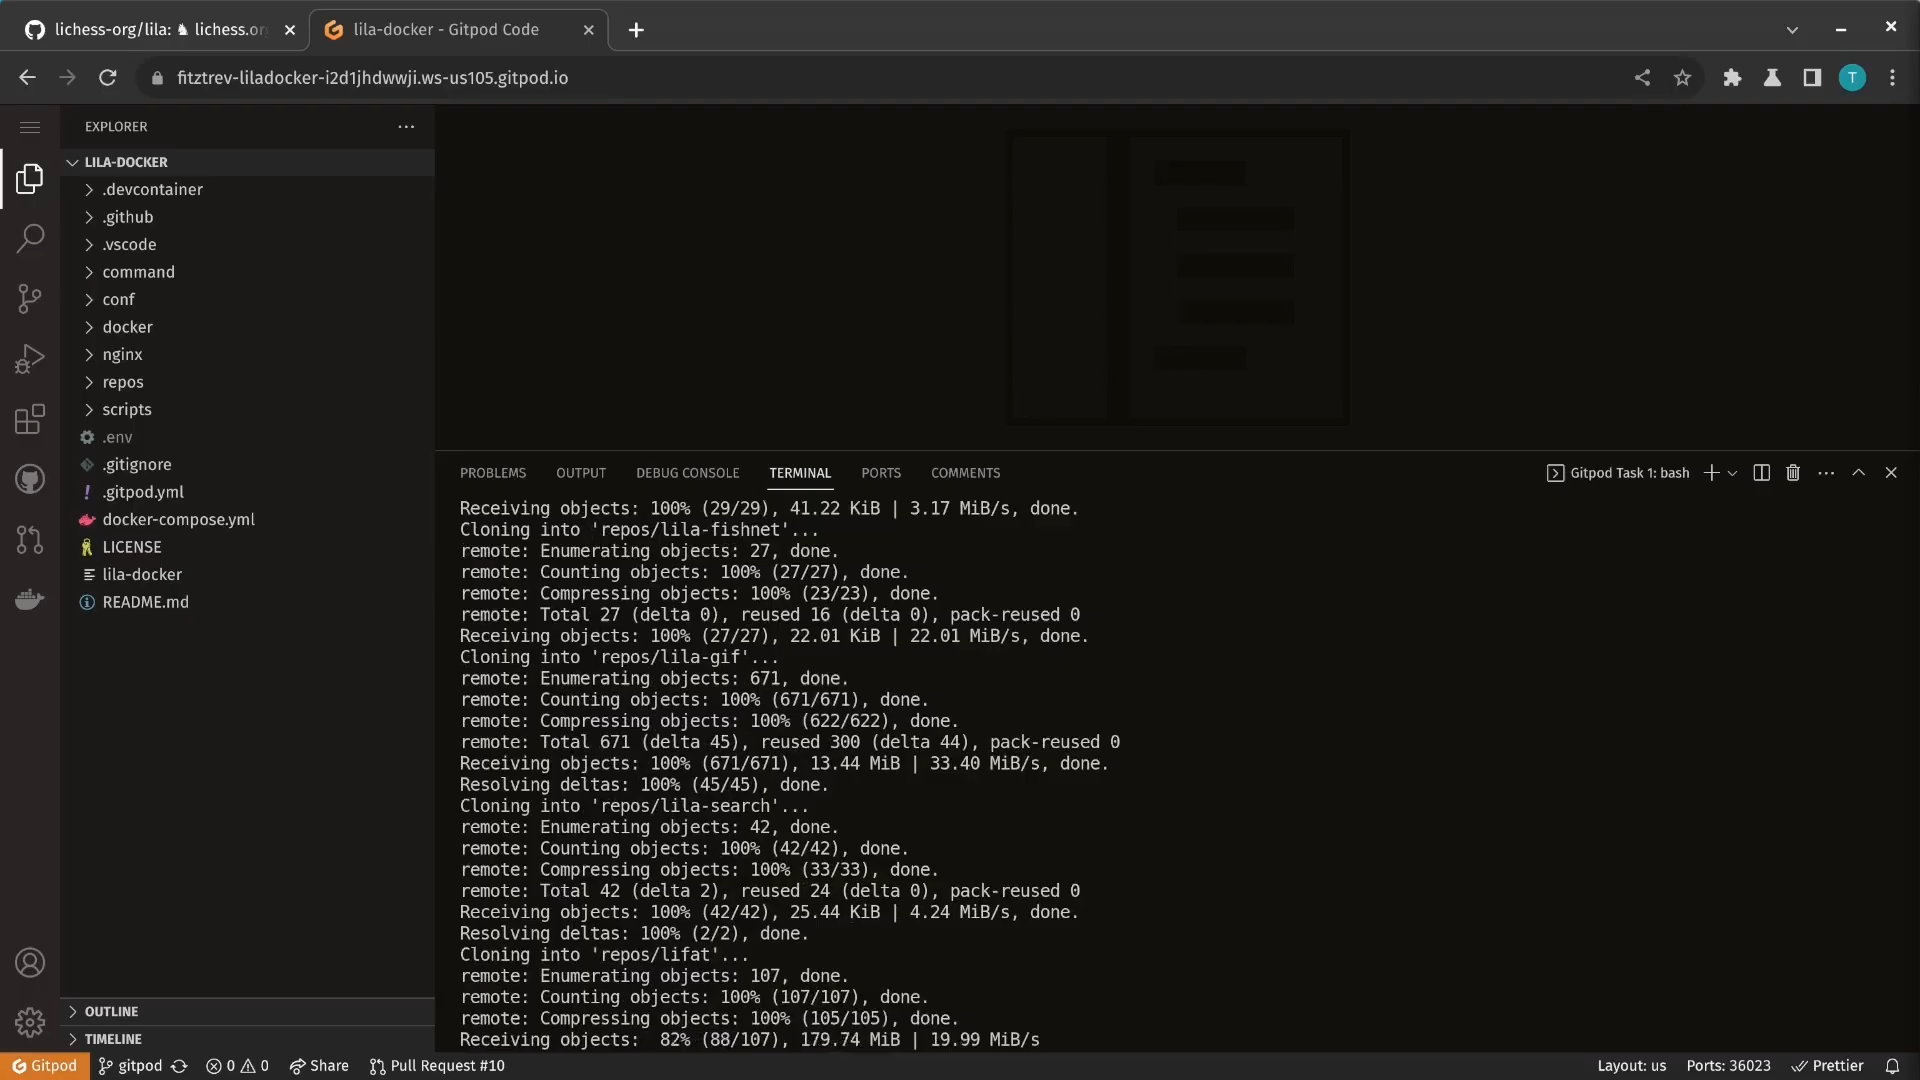 lichess-org/lila: ♞ lichess.or
lila-docker - Gitpod Code
fitztrev-liladocker-i2d1jhdwwji.ws-us105.gitpod.io
T
EXPLORER
LILA-DOCKER
.devcontainer
.github
.vscode
command
conf
docker
nginx
repos
scripts
.env
.gitignore
.gitpod.yml
docker-compose.yml
LICENSE
lila-docker
README.md
OUTLINE
TIMELINE
PROBLEMS OUTPUT DEBUG CONSOLE TERMINAL PORTS COMMENTS
Gitpod Task 1: bash
Receiving objects: 100% (29/29), 41.22 KiB | 3.17 MiB/s, done.
Cloning into 'repos/lila-fishnet'...
remote: Enumerating objects: 27, done.
remote: Counting objects: 100% (27/27), done.
remote: Compressing objects: 100% (23/23), done.
remote: Total 27 (delta 0), reused 16 (delta 0), pack-reused 0
Receiving objects: 100% (27/27), 22.01 KiB | 22.01 MiB/s, done.
Cloning into 'repos/lila-gif'...
remote: Enumerating objects: 671, done.
remote: Counting objects: 100% (671/671), done.
remote: Compressing objects: 100% (622/622), done.
remote: Total 671 (delta 45), reused 300 (delta 44), pack-reused 0
Receiving objects: 100% (671/671), 13.44 MiB | 33.40 MiB/s, done.
Resolving deltas: 100% (45/45), done.
Cloning into 'repos/lila-search'...
remote: Enumerating objects: 42, done.
remote: Counting objects: 100% (42/42), done.
remote: Compressing objects: 100% (33/33), done.
remote: Total 42 (delta 2), reused 24 (delta 0), pack-reused 0
Receiving objects: 100% (42/42), 25.44 KiB | 4.24 MiB/s, done.
Resolving deltas: 100% (2/2), done.
Cloning into 'repos/lifat'...
remote: Enumerating objects: 107, done.
remote: Counting objects: 100% (107/107), done.
remote: Compressing objects: 100% (105/105), done.
Receiving objects:  82% (88/107), 179.74 MiB | 19.99 MiB/s
Gitpod gitpod 0 0 Share Pull Request #10 Layout: us Ports: 36023 Prettier